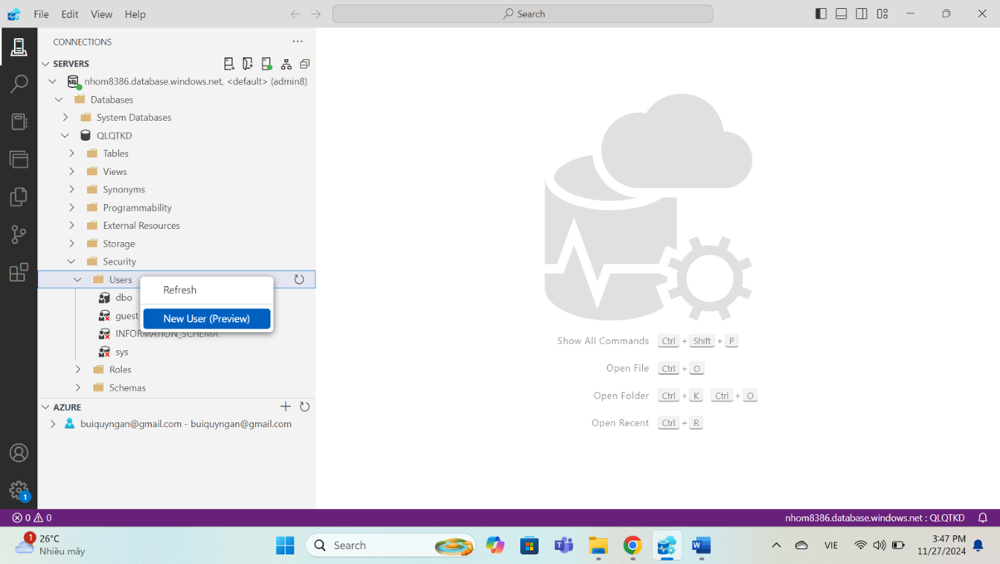 File Edit View Help
Search
CONNECTIONS
SERVERS
nhom8386.database.windows.net, <default> (admin8)
Databases
System Databases
QLQTKD
Tables
Views
Synonyms
Programmability
External Resources
Storage
Security
Users
Refresh
dbo
New User (Preview)
guest
INFORMATION_SCHEMA
sys
Roles
Schemas
AZURE
buiquyngan@gmail.com - buiquyngan@gmail.com
Show All Commands Ctrl + Shift + P
Open File Ctrl + O
Open Folder Ctrl + K Ctrl + O
Open Recent Ctrl + R
1
0 0
nhom8386.database.windows.net : QLQTKD
1
26°C
Nhiều mây
Search
VIE
3:47 PM
11/27/2024